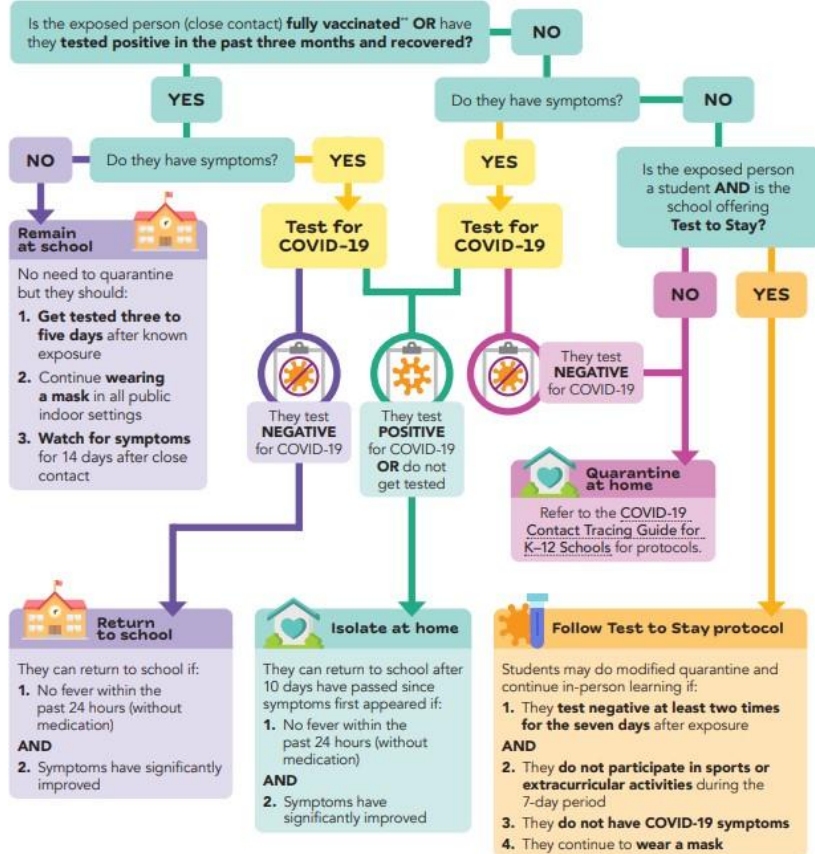 Is the exposed person (close contact) fully vaccinated** OR have
they tested positive in the past three months and recovered?
NO
YES
Do they have symptoms?
NO
NO
Do they have symptoms?
YES
YES
Is the exposed person
a student AND is the
school offering
Test to Stay?
Remain
at school
No need to quarantine
but they should:
1. Get tested three to
five days after known
exposure
2. Continue wearing
a mask in all public
indoor settings
3. Watch for symptoms
for 14 days after close
contact
Test for
COVID-19
Test for
COVID-19
NO
YES
They test
NEGATIVE
for COVID-19
They test
POSITIVE
for COVID-19
OR do not
get tested
They test
NEGATIVE
for COVID-19
Quarantine
at home
Refer to the COVID-19
Contact Tracing Guide for
K–12 Schools for protocols.
Return
to school
They can return to school if:
1. No fever within the
past 24 hours (without
medication)
AND
2. Symptoms have significantly
improved
Isolate at home
They can return to school after
10 days have passed since
symptoms first appeared if:
1. No fever within the
past 24 hours (without
medication)
AND
2. Symptoms have
significantly improved
Follow Test to Stay protocol
Students may do modified quarantine and
continue in-person learning if:
1. They test negative at least two times
for the seven days after exposure
AND
2. They do not participate in sports or
extracurricular activities during the
7-day period
3. They do not have COVID-19 symptoms
4. They continue to wear a mask